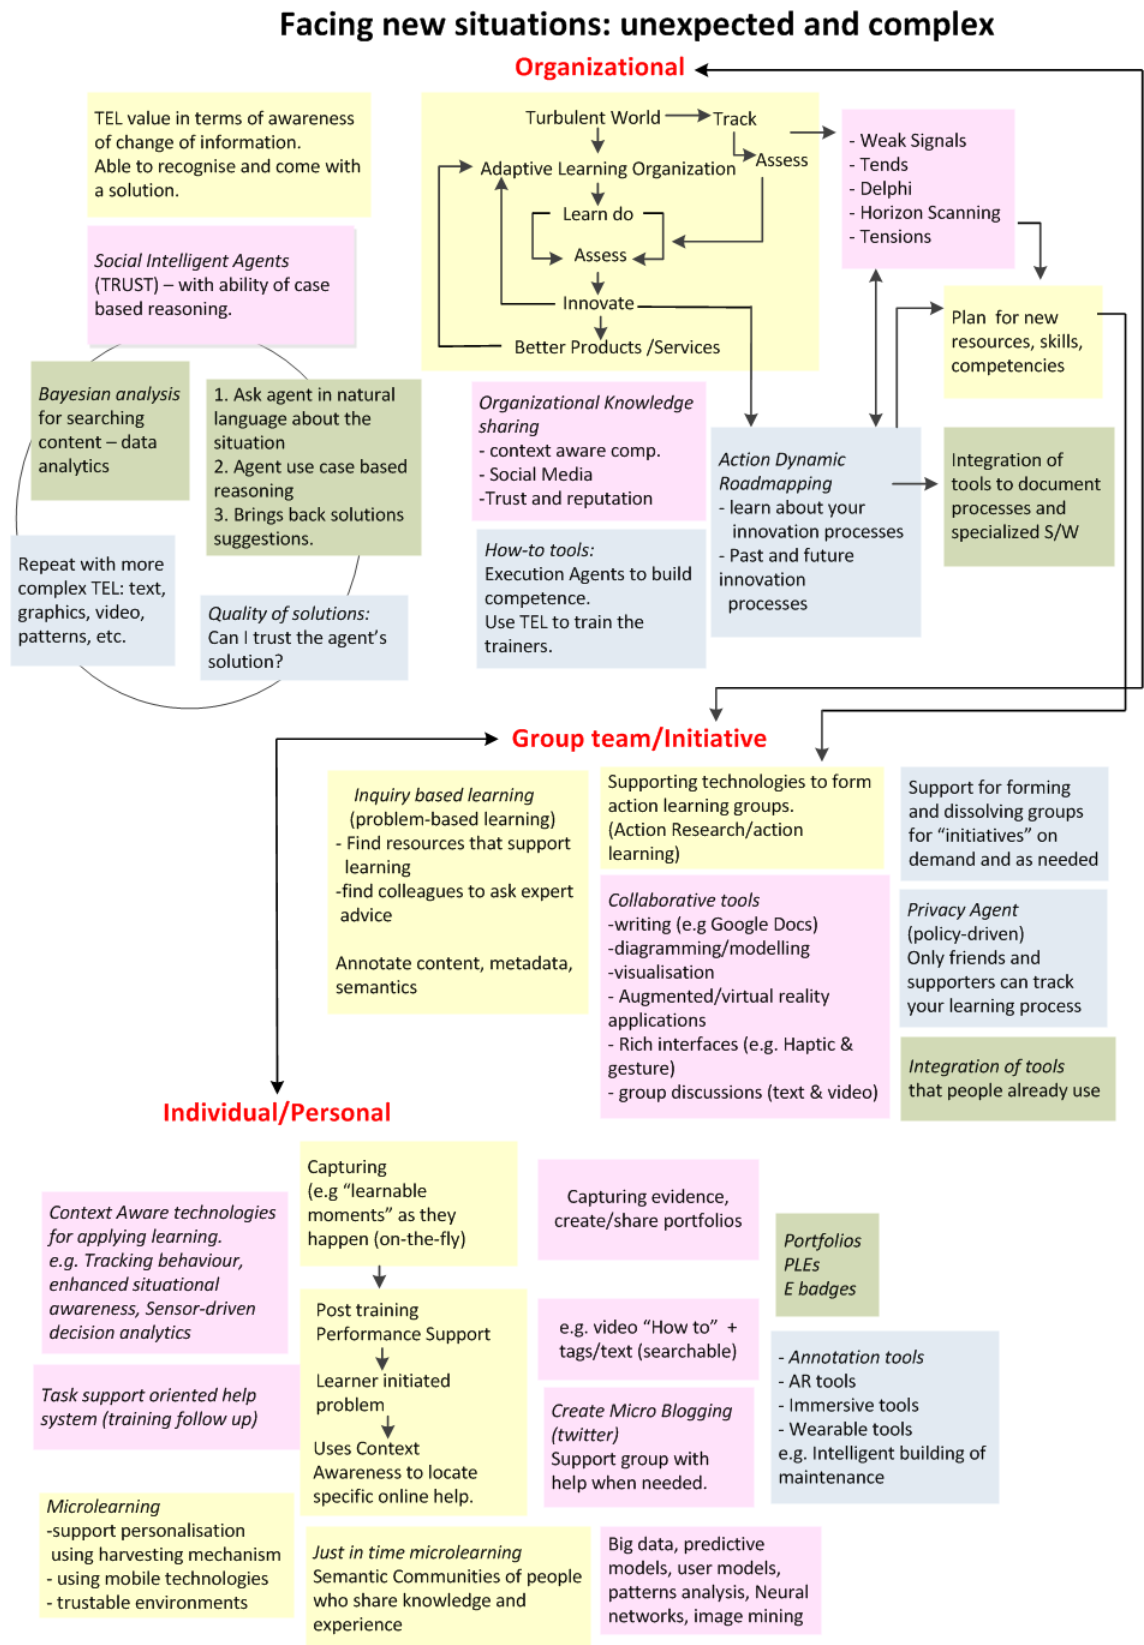 Facing new situations: unexpected and complex
Organizational
TEL value in terms of awareness
of change of information.
Able to recognise and come with
a solution.
Social Intelligent Agents
(TRUST) – with ability of case
based reasoning.
Bayesian analysis
for searching
content – data
analytics
1. Ask agent in natural
language about the
situation
2. Agent use case based
reasoning
3. Brings back solutions
suggestions.
Repeat with more
complex TEL: text,
graphics, video,
patterns, etc.
Quality of solutions:
Can I trust the agent's
solution?
Turbulent World
Track
Assess
Adaptive Learning Organization
Learn do
Assess
Innovate
Better Products /Services
- Weak Signals
- Tends
- Delphi
- Horizon Scanning
- Tensions
Plan for new
resources, skills,
competencies
Organizational Knowledge
sharing
- context aware comp.
- Social Media
-Trust and reputation
How-to tools:
Execution Agents to build
competence.
Use TEL to train the
trainers.
Action Dynamic
Roadmapping
- learn about your
innovation processes
- Past and future
innovation
processes
Integration of
tools to document
processes and
specialized S/W
Group team/Initiative
Inquiry based learning
(problem-based learning)
- Find resources that support
learning
-find colleagues to ask expert
advice
Annotate content, metadata,
semantics
Supporting technologies to form
action learning groups.
(Action Research/action
learning)
Collaborative tools
-writing (e.g Google Docs)
-diagramming/modelling
-visualisation
- Augmented/virtual reality
applications
- Rich interfaces (e.g. Haptic &
gesture)
- group discussions (text & video)
Support for forming
and dissolving groups
for "initiatives" on
demand and as needed
Privacy Agent
(policy-driven)
Only friends and
supporters can track
your learning process
Integration of tools
that people already use
Individual/Personal
Context Aware technologies
for applying learning.
e.g. Tracking behaviour,
enhanced situational
awareness, Sensor-driven
decision analytics
Task support oriented help
system (training follow up)
Microlearning
-support personalisation
using harvesting mechanism
- using mobile technologies
- trustable environments
Capturing
(e.g "learnable
moments" as they
happen (on-the-fly)
Post training
Performance Support
Learner initiated
problem
Uses Context
Awareness to locate
specific online help.
Just in time microlearning
Semantic Communities of people
who share knowledge and
experience
Capturing evidence,
create/share portfolios
e.g. video "How to" +
tags/text (searchable)
Create Micro Blogging
(twitter)
Support group with
help when needed.
Big data, predictive
models, user models,
patterns analysis, Neural
networks, image mining
Portfolios
PLEs
E badges
- Annotation tools
- AR tools
- Immersive tools
- Wearable tools
e.g. Intelligent building of
maintenance